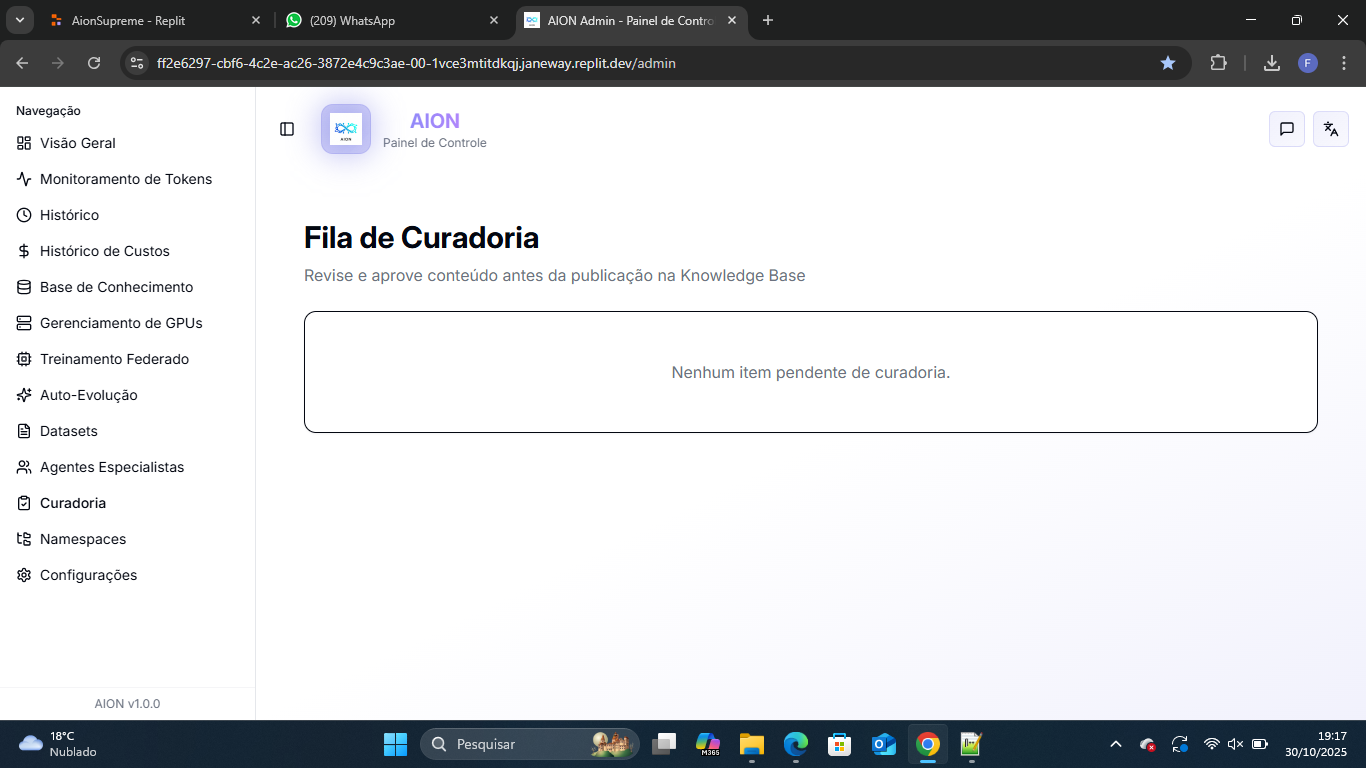 AionSupreme - Replit
(209) WhatsApp
AION Admin - Painel de Contro
ff2e6297-cbf6-4c2e-ac26-3872e4c9c3ae-00-1vce3mtitdkqj.janeway.replit.dev/admin
F
Navegação
Visão Geral
Monitoramento de Tokens
Histórico
Histórico de Custos
Base de Conhecimento
Gerenciamento de GPUs
Treinamento Federado
Auto-Evolução
Datasets
Agentes Especialistas
Curadoria
Namespaces
Configurações
AION v1.0.0
AION
AION
Painel de Controle
Fila de Curadoria
Revise e aprove conteúdo antes da publicação na Knowledge Base
Nenhum item pendente de curadoria.
18°C
Nublado
Pesquisar
M365
19:17
30/10/2025